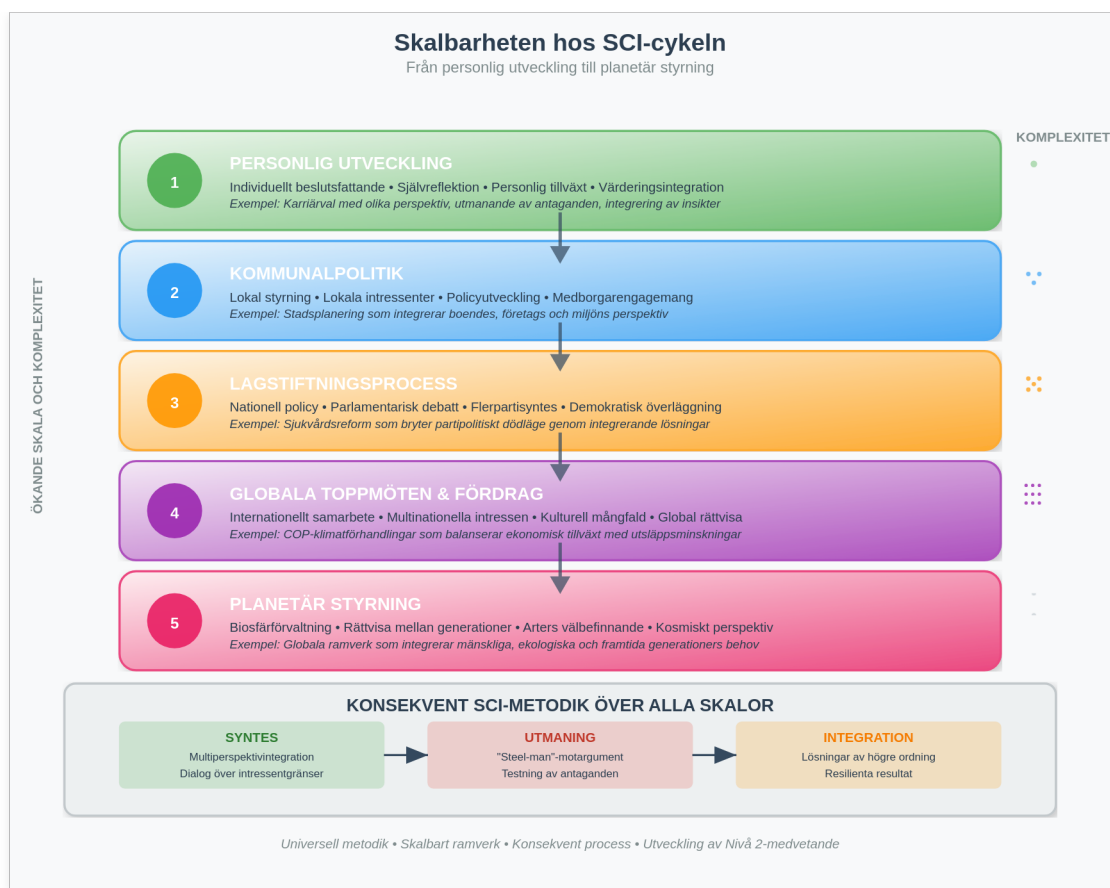 Skalbarheten hos SCI-cykeln
Från personlig utveckling till planetär styrning
KOMPLEXITET
ÖKANDE SKALA OCH KOMPLEXITET
1
PERSONLIG UTVECKLING
Individuellt beslutsfattande • Självreflektion • Personlig tillväxt • Värderingsintegration
Exempel: Karriärval med olika perspektiv, utmanande av antaganden, integrering av insikter
2
KOMMUNALPOLITIK
Lokal styrning • Lokala intressenter • Policyutveckling • Medborgarengagemang
Exempel: Stadsplanering som integrerar boendes, företags och miljöns perspektiv
3
LAGSTIFTNINGSPROCESS
Nationell policy • Parlamentarisk debatt • Flerpartisyntes • Demokratisk överläggning
Exempel: Sjukvårdsreform som bryter partipolitiskt dödläge genom integrerande lösningar
4
GLOBALA TOPPMÖTEN & FÖRDRAG
Internationellt samarbete • Multinationella intressen • Kulturell mångfald • Global rättvisa
Exempel: COP-klimatförhandlingar som balanserar ekonomisk tillväxt med utsläppsminskningar
5
PLANETÄR STYRNING
Biosfärförvaltning • Rättvisa mellan generationer • Arters välbefinnande • Kosmiskt perspektiv
Exempel: Globala ramverk som integrerar mänskliga, ekologiska och framtida generationers behov
KONSEKVENT SCI-METODIK ÖVER ALLA SKALOR
SYNTES
Multiperspektivintegration
Dialog över intressentgränser
UTMANING
"Steel-man"-motargument
Testning av antaganden
INTEGRATION
Lösningar av högre ordning
Resilienta resultat
Universell metodik • Skalbart ramverk • Konsekvent process • Utveckling av Nivå 2-medvetande